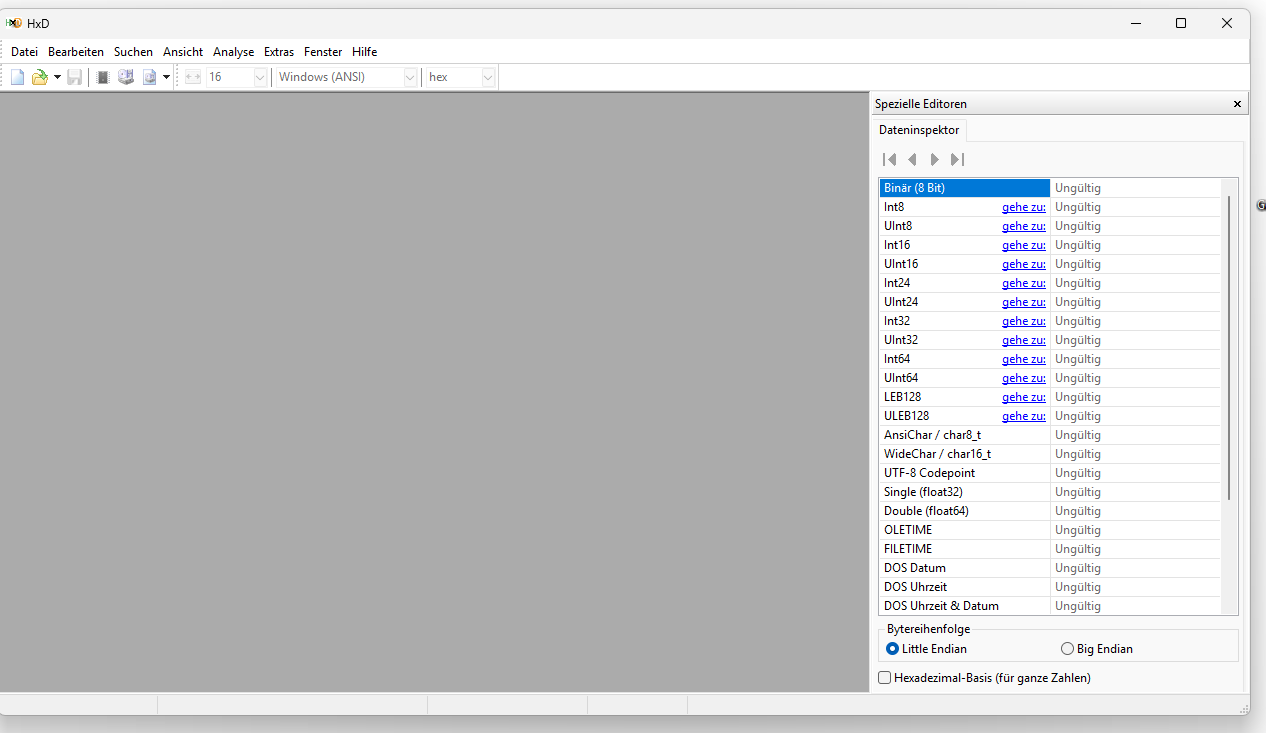 HxD
Datei Bearbeiten Suchen Ansicht Analyse Extras Fenster Hilfe
16 Windows (ANSI) hex
Spezielle Editoren
Dateninspektor
Binär (8 Bit) Ungültig
Int8 gehe zu: Ungültig
UInt8 gehe zu: Ungültig
Int16 gehe zu: Ungültig
UInt16 gehe zu: Ungültig
Int24 gehe zu: Ungültig
UInt24 gehe zu: Ungültig
Int32 gehe zu: Ungültig
UInt32 gehe zu: Ungültig
Int64 gehe zu: Ungültig
UInt64 gehe zu: Ungültig
LEB128 gehe zu: Ungültig
ULEB128 gehe zu: Ungültig
AnsiChar / char8_t Ungültig
WideChar / char16_t Ungültig
UTF-8 Codepoint Ungültig
Single (float32) Ungültig
Double (float64) Ungültig
OLETIME Ungültig
FILETIME Ungültig
DOS Datum Ungültig
DOS Uhrzeit Ungültig
DOS Uhrzeit & Datum Ungültig
Bytereihenfolge
Little Endian Big Endian
Hexadezimal-Basis (für ganze Zahlen)